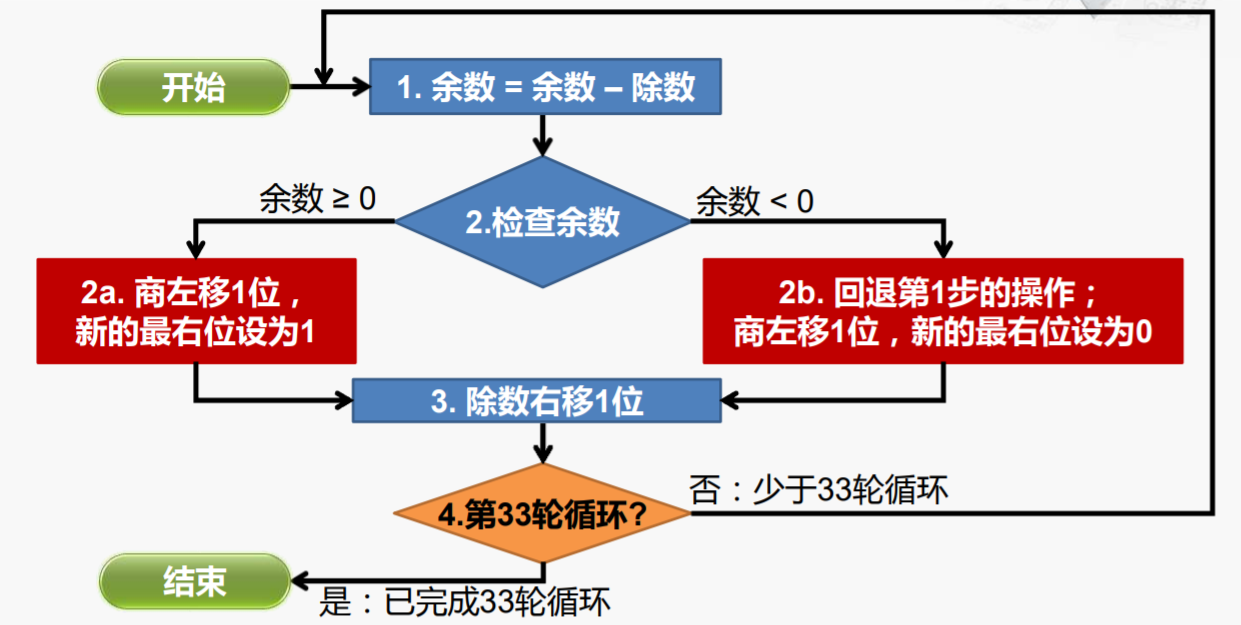 开始
1. 余数 = 余数 – 除数
余数 ≥ 0
2.检查余数
余数 < 0
2a. 商左移1位，
新的最右位设为1
2b. 回退第1步的操作；
商左移1位，新的最右位设为0
3. 除数右移1位
4.第33轮循环?
否：少于33轮循环
结束
是：已完成33轮循环